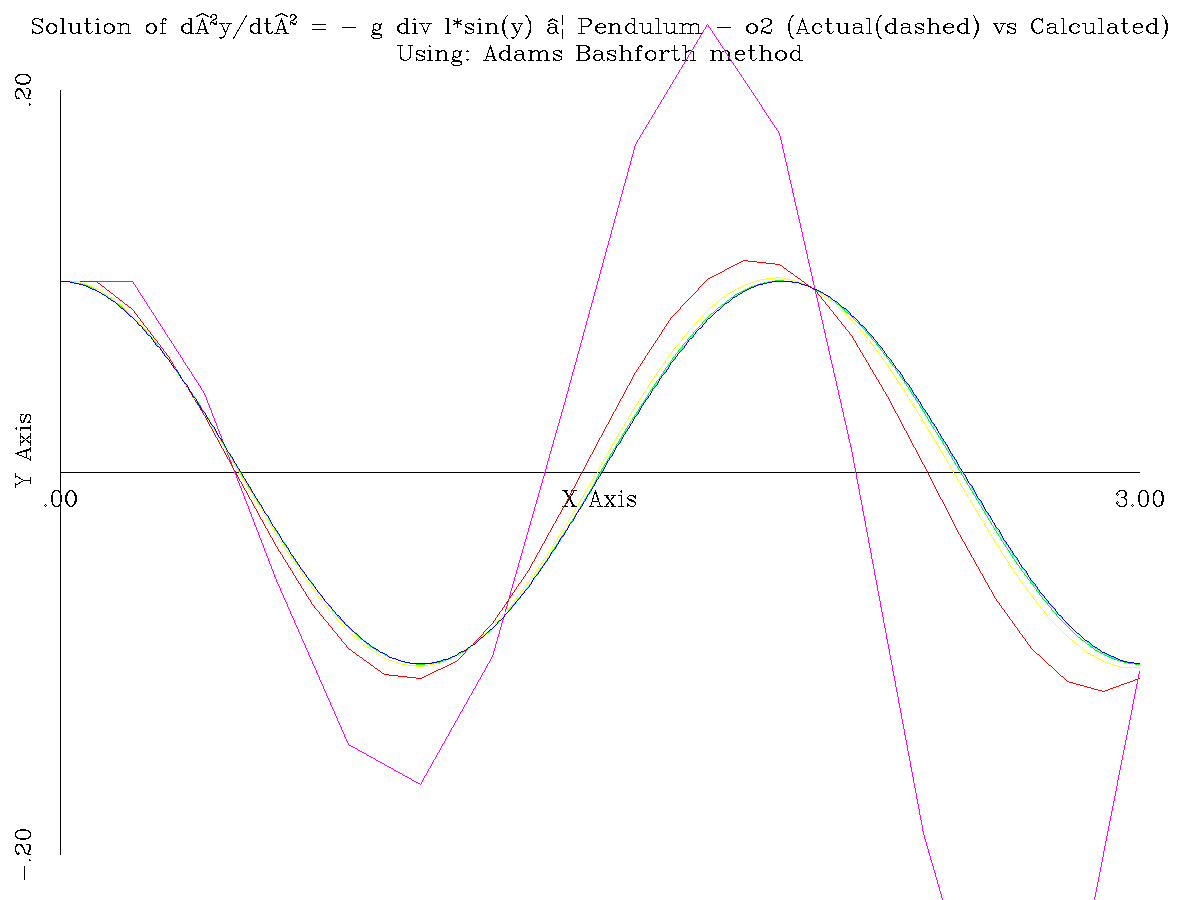 Solution of dÂ²y/dtÂ² = - g div l*sin(y) â¦ Pendulum - o2 (Actual(dashed) vs Calculated)
Using: Adams Bashforth method
.20
Y Axis
.00
X Axis
3.00
-.20